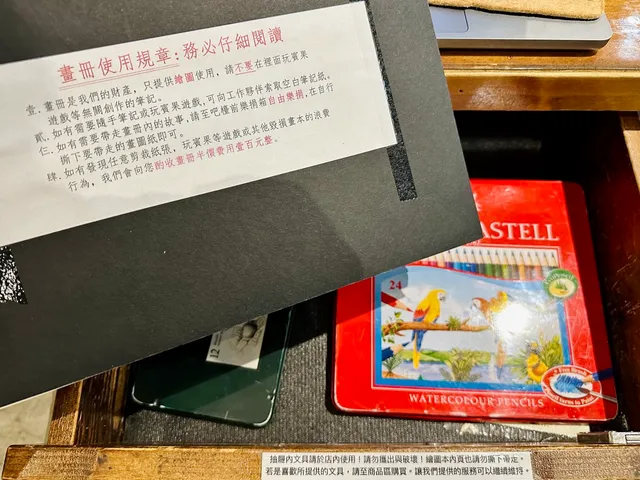 畫冊使用規章:務必仔細閱讀
壹. 畫冊是我們的財產, 只提供繪圖使用, 請不要在裡面玩賓果
遊戲等無關創作的筆記。
貳. 如有需要隨手筆記或玩賓果遊戲, 可向工作夥伴索取空白筆記紙。
仨. 如有需要帶走畫冊內的故事, 請至吧檯前樂捐箱自由樂捐, 在自行
撕下要帶走的畫圖紙即可。
肆. 如有發現任意剪裁紙張, 玩賓果等遊戲或其他毀損畫本的浪費
行為, 我們會向您酌收畫冊半價費用壹百元整。
ASTELL
24
WATERCOLOUR PENCILS
+ Fun Brush
12
抽屜內文具請於店內使用!請勿攜出與破壞!繪圖本內頁也請勿撕下帶走。
若是喜歡所提供的文具,請至商品區購買。讓我們提供的服務可以繼續維持。